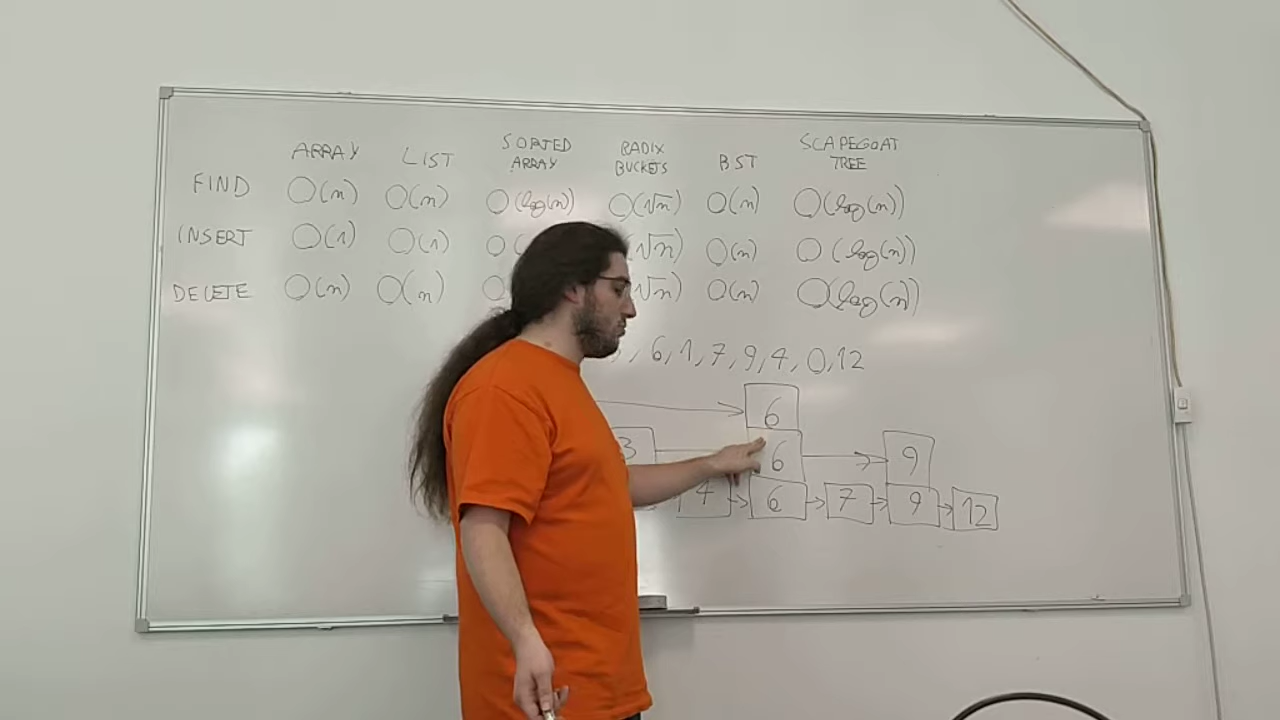 ARRAY LIST SORTED ARRAY RADIX BUCKETS BST SCAPEGOAT TREE
FIND O(n) O(n) O(log(n)) O(√n) O(n) O(log(n))
INSERT O(1) O(1) O( √n) O(n) O(log(n))
DELETE O(n) O(n) O √n) O(n) O(log(n))
, 6, 1, 7, 9, 4, 0, 12
6
3 6 9
4 6 7 9 12